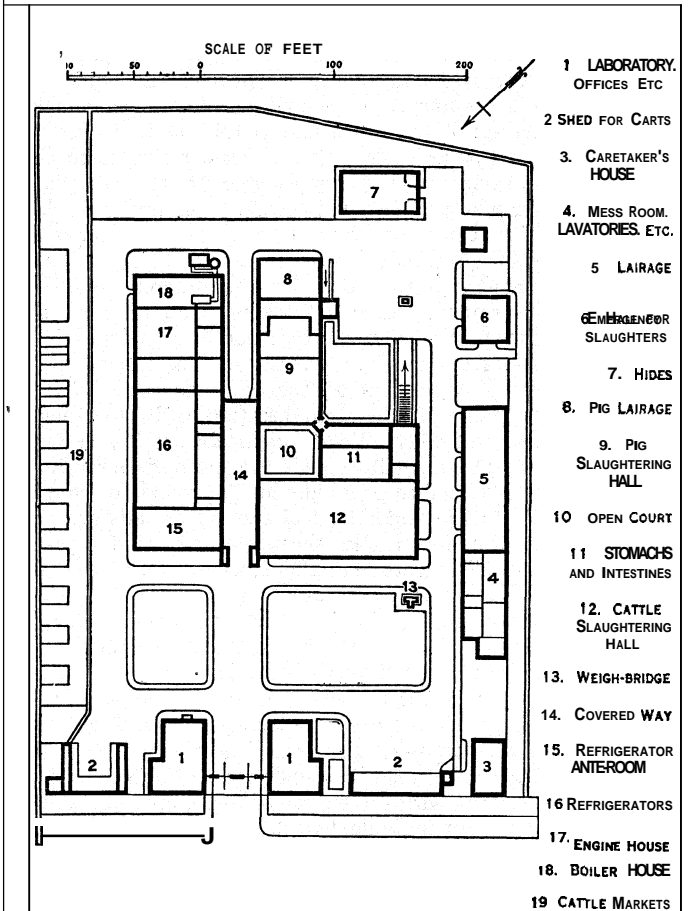 SCALE OF FEET
50 0 100 200
1 LABORATORY.
OFFICES ETC
2 SHED FOR CARTS
3. CARETAKER'S
HOUSE
4. MESS ROOM.
LAVATORIES. ETC.
5 LAIRAGE
6 FOR
SLAUGHTERS
7. HIDES
8. PIG LAIRAGE
9. PIG
SLAUGHTERING
HALL
10 OPEN COURT
11 STOMACHS
AND INTESTINES
12. CATTLE
SLAUGHTERING
HALL
13. WEIGH-BRIDGE
14. COVERED WAY
15. REFRIGERATOR
ANTE-ROOM
16 REFRIGERATORS
17. ENGINE HOUSE
18. BOILER HOUSE
19 CATTLE MARKETS
7
8
18
6
17
9
19
16
14
10
11
5
12
15
4
13
2
1
1
2
3